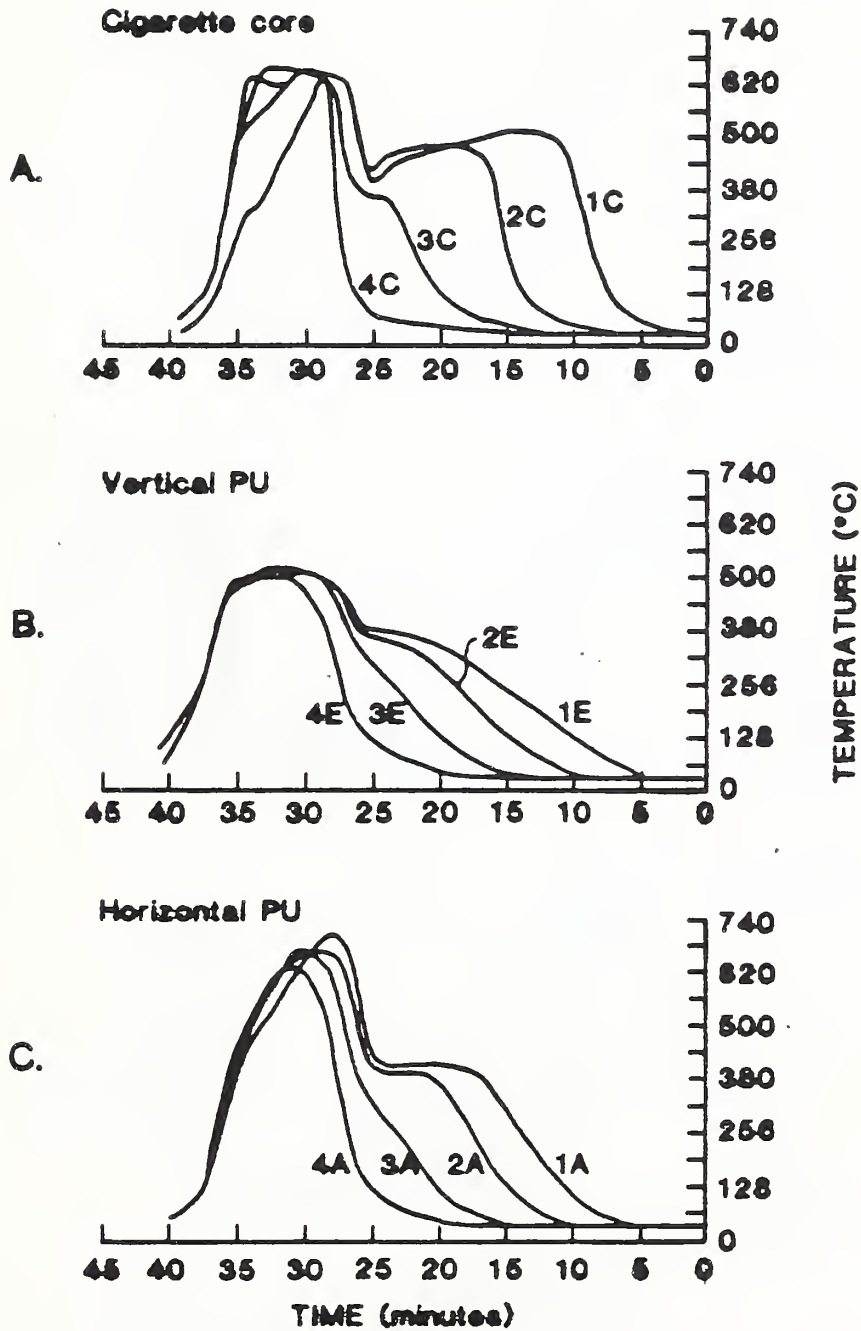 Cigarette core
A.
740
620
500
380
256
128
0
1C
2C
3C
4C
45 40 35 30 25 20 15 10 5 0
Vertical PU
B.
740
620
500
380
256
128
0
2E
4E 3E 1E
45 40 35 30 25 20 15 10 5 0
TEMPERATURE (°C)
Horizontal PU
C.
740
620
500
380
256
128
0
4A 3A 2A 1A
45 40 35 30 25 20 15 10 5 0
TIME (minutes)